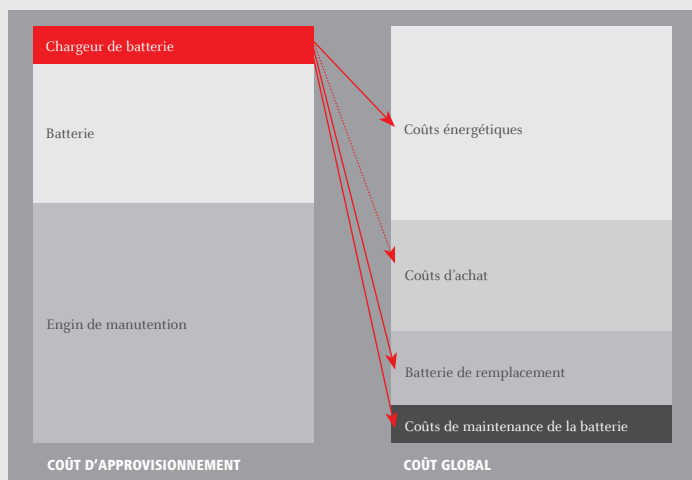 Chargeur de batterie
Batterie
Engin de manutention
COÛT D’APPROVISIONNEMENT
Coûts énergétiques
Coûts d’achat
Batterie de remplacement
Coûts de maintenance de la batterie
COÛT GLOBAL